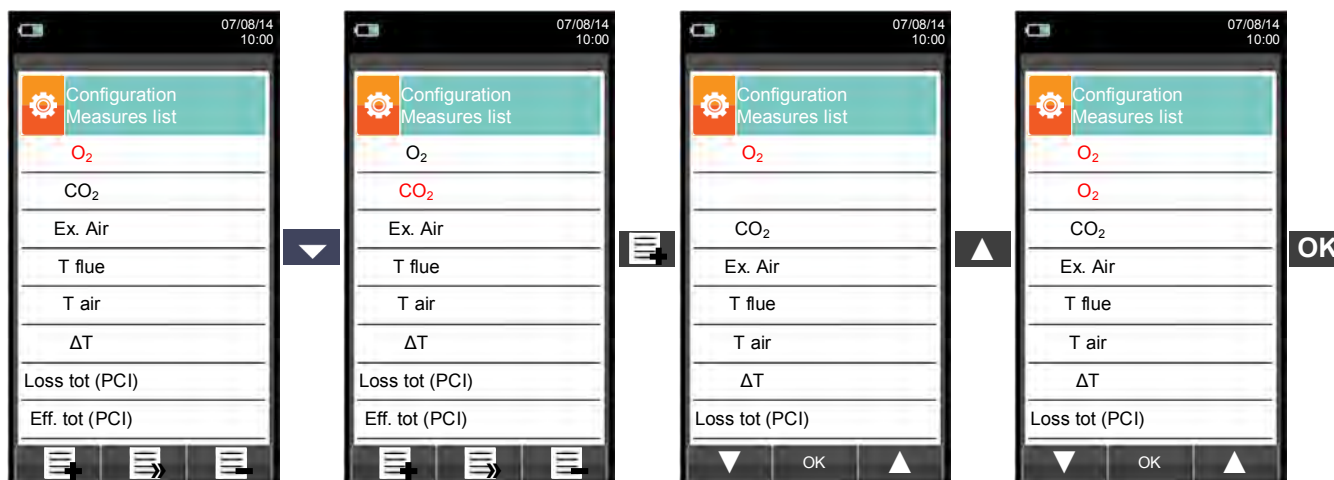 07/08/14
10:00
Configuration
Measures list
O₂
CO₂
Ex. Air
T flue
T air
ΔT
Loss tot (PCI)
Eff. tot (PCI)
07/08/14
10:00
Configuration
Measures list
O₂
CO₂
Ex. Air
T flue
T air
ΔT
Loss tot (PCI)
Eff. tot (PCI)
07/08/14
10:00
Configuration
Measures list
O₂
CO₂
Ex. Air
T flue
T air
ΔT
Loss tot (PCI)
OK
07/08/14
10:00
Configuration
Measures list
O₂
O₂
CO₂
Ex. Air
T flue
T air
ΔT
Loss tot (PCI)
OK
OK